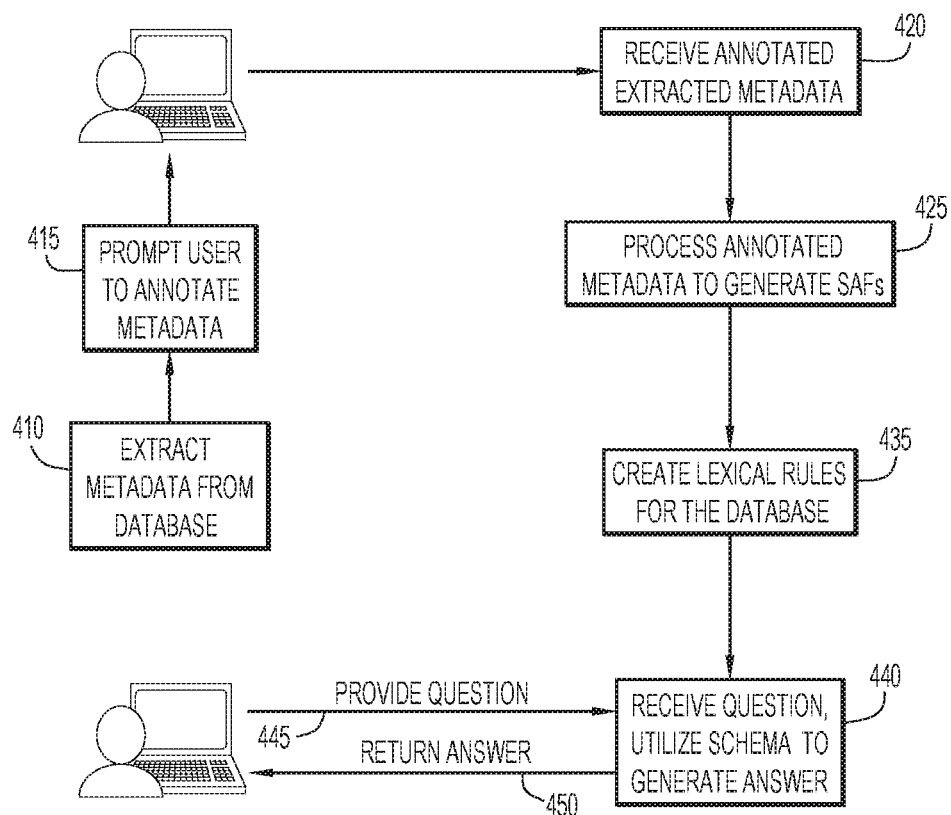 420
RECEIVE ANNOTATED
EXTRACTED METADATA
415
PROMPT USER
TO ANNOTATE
METADATA
425
PROCESS ANNOTATED
METADATA TO GENERATE SAFs
410
EXTRACT
METADATA FROM
DATABASE
435
CREATE LEXICAL RULES
FOR THE DATABASE
PROVIDE QUESTION
445
RETURN ANSWER
450
440
RECEIVE QUESTION,
UTILIZE SCHEMA TO
GENERATE ANSWER